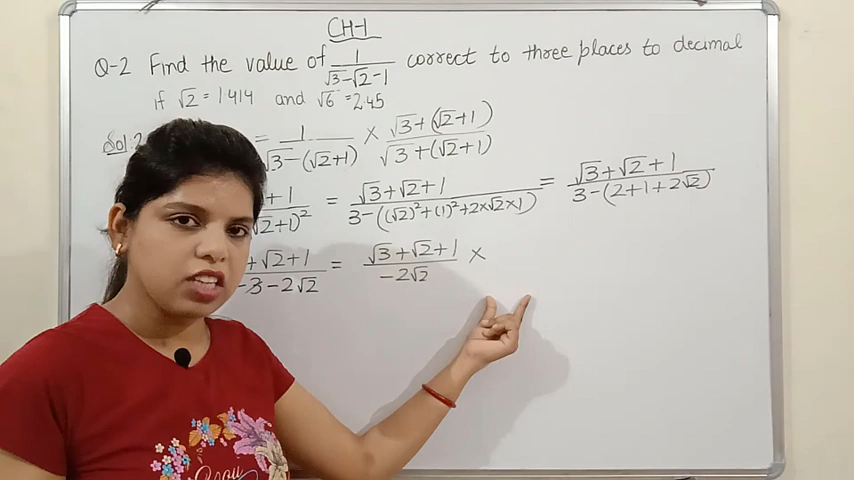 CH-1
Q-2 Find the value of 1/(√3-√2-1) correct to three places to decimal
if √2 = 1.414 and √6 = 2.45
Sol:2 = 1/(√3-(√2+1)) × (√3+(√2+1))/(√3+(√2+1))
+1/(√2+1)² = (√3+√2+1)/(3-((√2)²+(1)²+2×√2×1)) = (√3+√2+1)/(3-(2+1+2√2))
+√2+1/-3-2√2 = (√3+√2+1)/(-2√2) ×